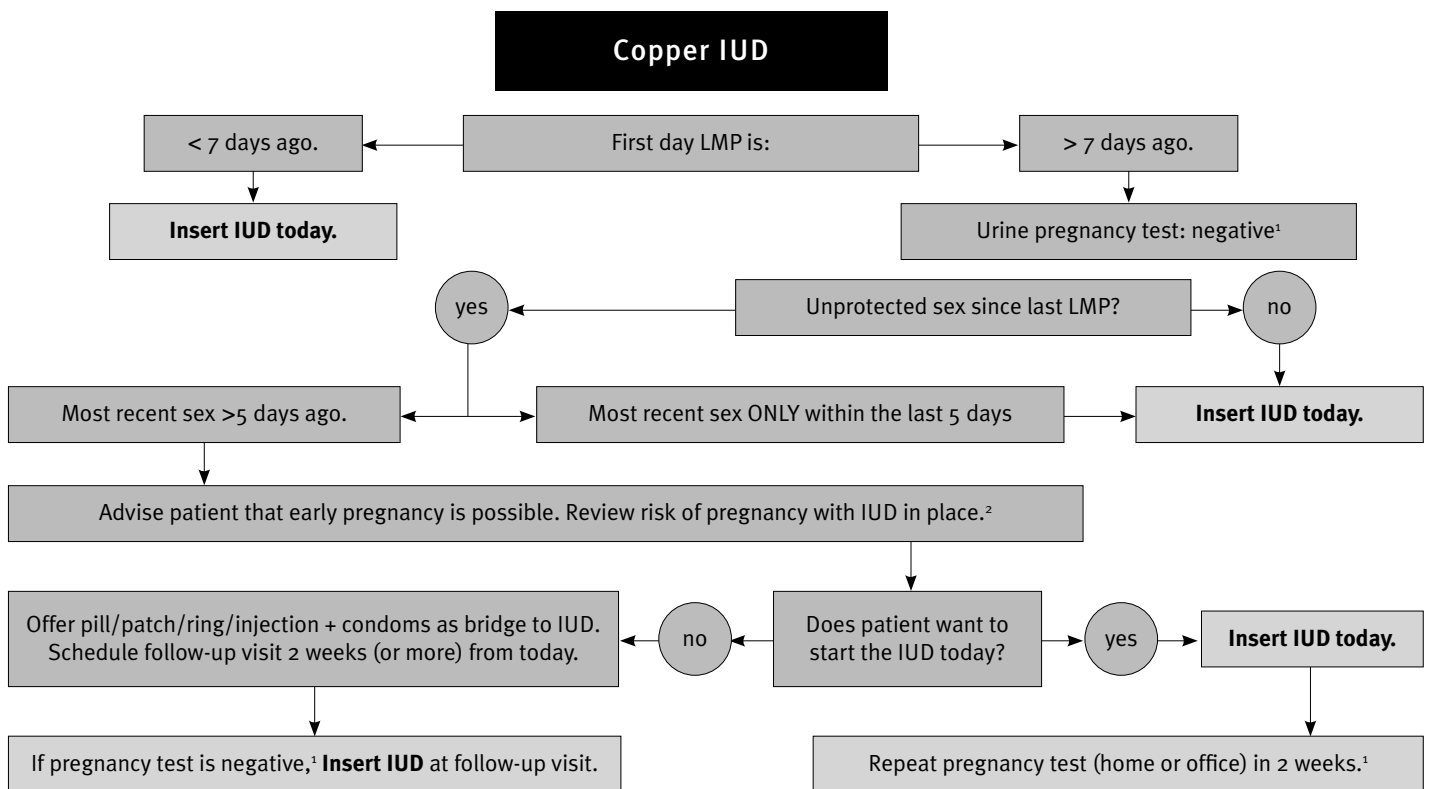 Copper IUD
< 7 days ago.
First day LMP is:
> 7 days ago.
Insert IUD today.
Urine pregnancy test: negative¹
yes
Unprotected sex since last LMP?
no
Most recent sex >5 days ago.
Most recent sex ONLY within the last 5 days
Insert IUD today.
Advise patient that early pregnancy is possible. Review risk of pregnancy with IUD in place.²
Offer pill/patch/ring/injection + condoms as bridge to IUD.
Schedule follow-up visit 2 weeks (or more) from today.
no
Does patient want to
start the IUD today?
yes
Insert IUD today.
If pregnancy test is negative,¹ Insert IUD at follow-up visit.
Repeat pregnancy test (home or office) in 2 weeks.¹